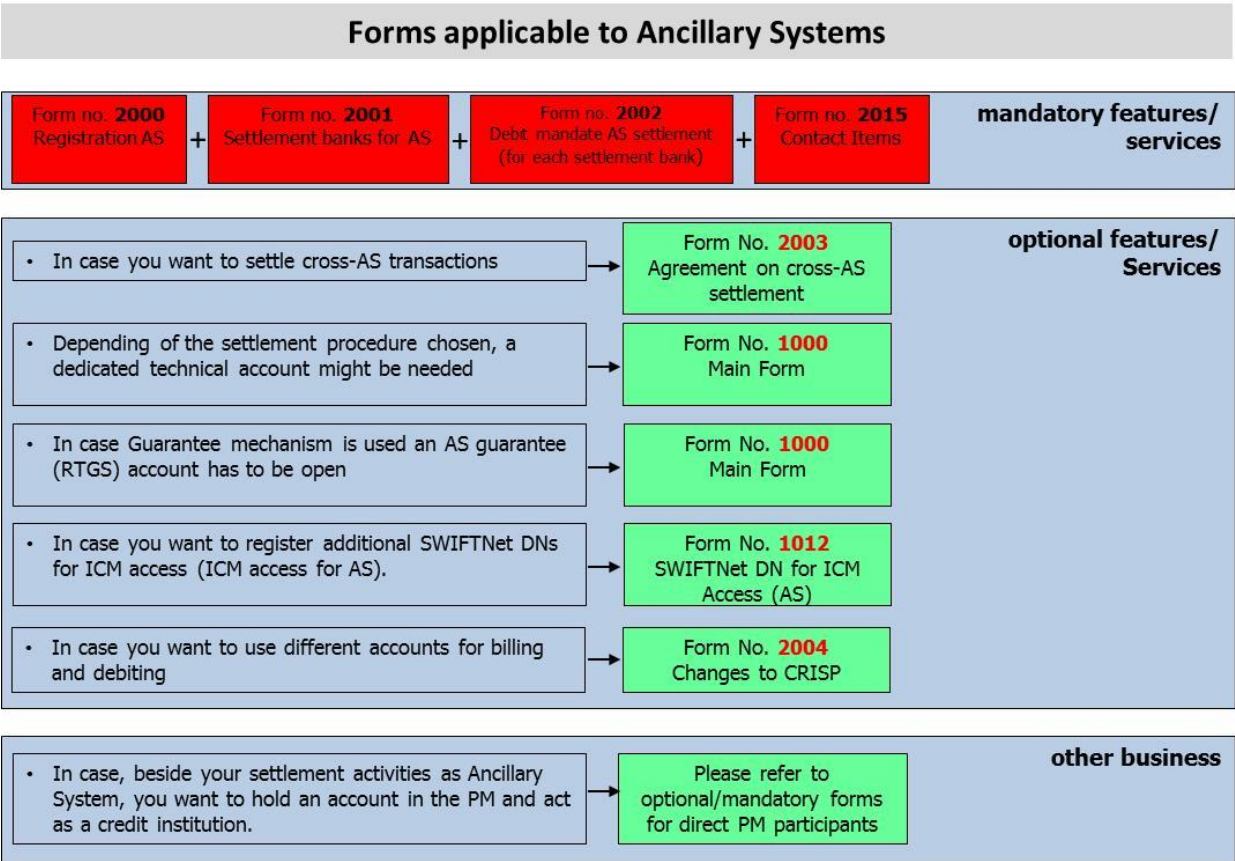 Forms applicable to Ancillary Systems
Form no. 2000
Registration AS
+
Form no. 2001
Settlement banks for AS
+
Form no. 2002
Debit mandate AS settlement
(for each settlement bank)
+
Form no. 2015
Contact Items
mandatory features/
services
optional features/
Services
• In case you want to settle cross-AS transactions
Form No. 2003
Agreement on cross-AS
settlement
• Depending of the settlement procedure chosen, a
dedicated technical account might be needed
Form No. 1000
Main Form
• In case Guarantee mechanism is used an AS guarantee
(RTGS) account has to be open
Form No. 1000
Main Form
• In case you want to register additional SWIFTNet DNs
for ICM access (ICM access for AS).
Form No. 1012
SWIFTNet DN for ICM
Access (AS)
• In case you want to use different accounts for billing
and debiting
Form No. 2004
Changes to CRISP
other business
• In case, beside your settlement activities as Ancillary
System, you want to hold an account in the PM and act
as a credit institution.
Please refer to
optional/mandatory forms
for direct PM participants